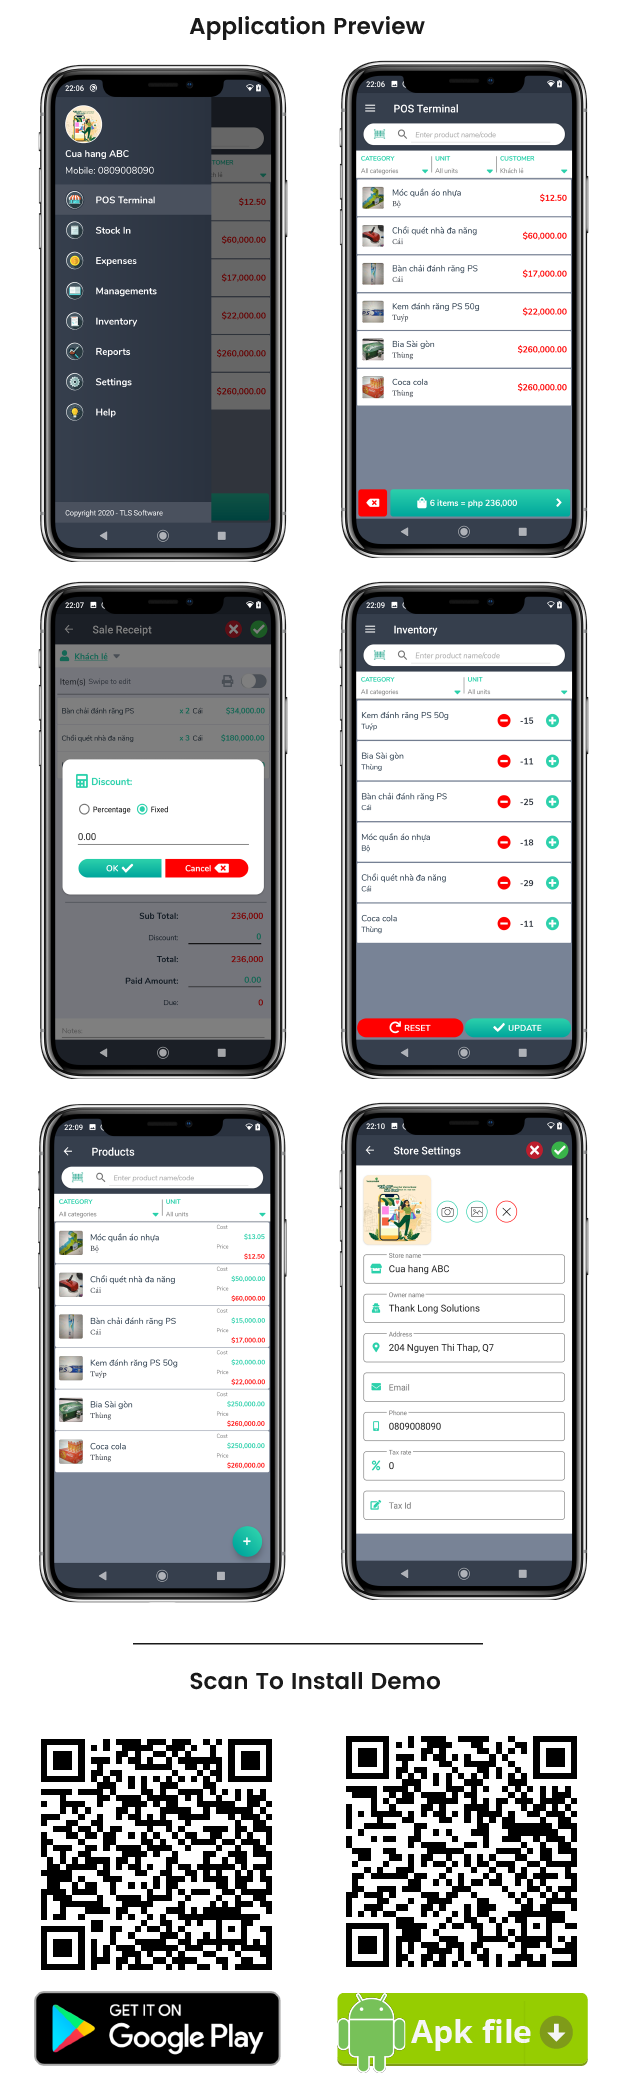 Application Preview
22:06
Cua hang ABC
Mobile: 0809008090
POS Terminal
Stock In
Expenses
Managements
Inventory
Reports
Settings
Help
Copyright 2020 - TLS Software
TOMER
ch lẻ
$12.50
$60,000.00
$17,000.00
$22,000.00
$260,000.00
$260,000.00
22:06
POS Terminal
Enter product name/code
CATEGORY UNIT CUSTOMER
All categories All units Khách lẻ
Móc quần áo nhựa
Bộ
$12.50
Chổi quét nhà đa năng
Cái
$60,000.00
Bàn chải đánh răng PS
Cái
$17,000.00
Kem đánh răng PS 50g
Tuýp
$22,000.00
Bia Sài gòn
Thùng
$260,000.00
Coca cola
Thùng
$260,000.00
6 items = php 236,000
22:07
Sale Receipt
Khách lẻ
Item(s) Swipe to edit
Bàn chải đánh răng PS x 2 Cái $34,000.00
Chổi quét nhà đa năng x 3 Cái $180,000.00
Discount:
Percentage Fixed
0.00
OK Cancel
Sub Total: 236,000
Discount: 0
Total: 236,000
Paid Amount: 0.00
Due: 0
Notes:
22:09
Inventory
Enter product name/code
CATEGORY UNIT
All categories All units
Kem đánh răng PS 50g
Tuýp
-15
Bia Sài gòn
Thùng
-11
Bàn chải đánh răng PS
Cái
-25
Móc quần áo nhựa
Bộ
-18
Chổi quét nhà đa năng
Cái
-29
Coca cola
Thùng
-11
RESET UPDATE
22:09
Products
Enter product name/code
CATEGORY UNIT
All categories All units
Móc quần áo nhựa
Bộ
Cost
$13.05
Price
$12.50
Chổi quét nhà đa năng
Cái
Cost
$50,000.00
Price
$60,000.00
Bàn chải đánh răng PS
Cái
Cost
$15,000.00
Price
$17,000.00
Kem đánh răng PS 50g
Tuýp
Cost
$20,000.00
Price
$22,000.00
Bia Sài gòn
Thùng
Cost
$250,000.00
Price
$260,000.00
Coca cola
Thùng
Cost
$250,000.00
Price
$260,000.00
22:10
Store Settings
Store name
Cua hang ABC
Owner name
Thank Long Solutions
Address
204 Nguyen Thi Thap, Q7
Email
Phone
0809008090
Tax rate
0
Tax Id
Scan To Install Demo
GET IT ON
Google Play
Apk file